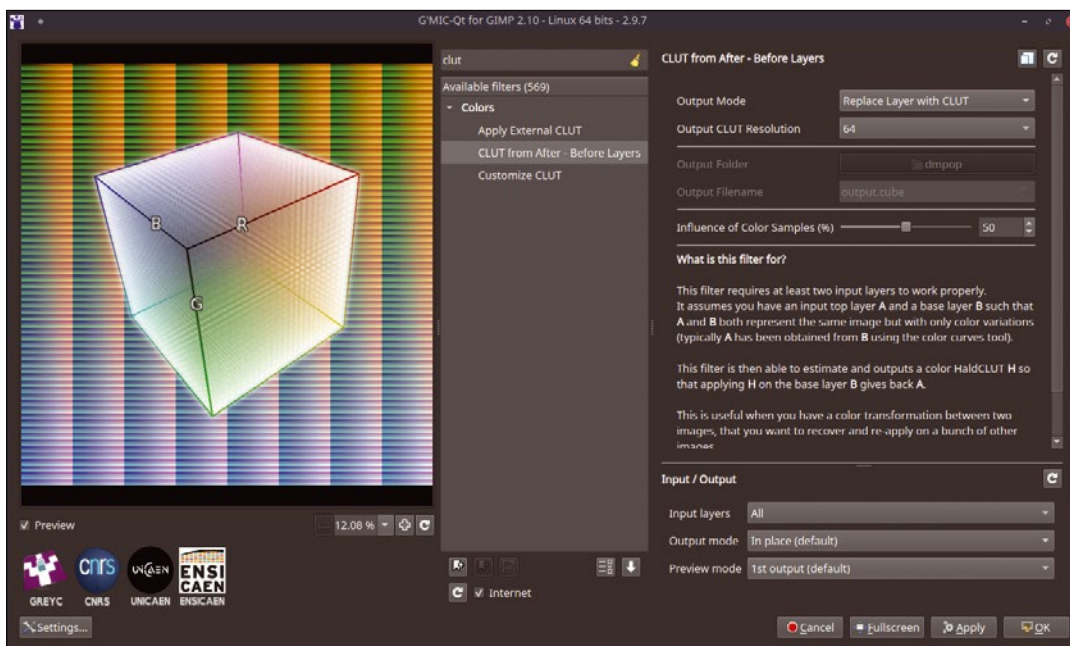 G'MIC-Qt for GIMP 2.10 - Linux 64 bits - 2.9.7
B
R
G
Preview
12.08 %
GREYC
cnrs
CNRS
UNICAEN
UNICAEN
ENSI
CAEN
ENSICAEN
Settings...
clut
Available filters (569)
Colors
Apply External CLUT
CLUT from After - Before Layers
Customize CLUT
Internet
CLUT from After - Before Layers
Output Mode
Replace Layer with CLUT
Output CLUT Resolution
64
Output Folder
dmpop
Output Filename
output.cube
Influence of Color Samples (%)
50
What is this filter for?
This filter requires at least two input layers to work properly.
It assumes you have an input top layer A and a base layer B such that
A and B both represent the same image but with only color variations
(typically A has been obtained from B using the color curves tool).
This filter is then able to estimate and outputs a color HaldCLUT H so
that applying H on the base layer B gives back A.
This is useful when you have a color transformation between two
images, that you want to recover and re-apply on a bunch of other
images.
Input / Output
Input layers
All
Output mode
In place (default)
Preview mode
1st output (default)
Cancel
Fullscreen
Apply
OK